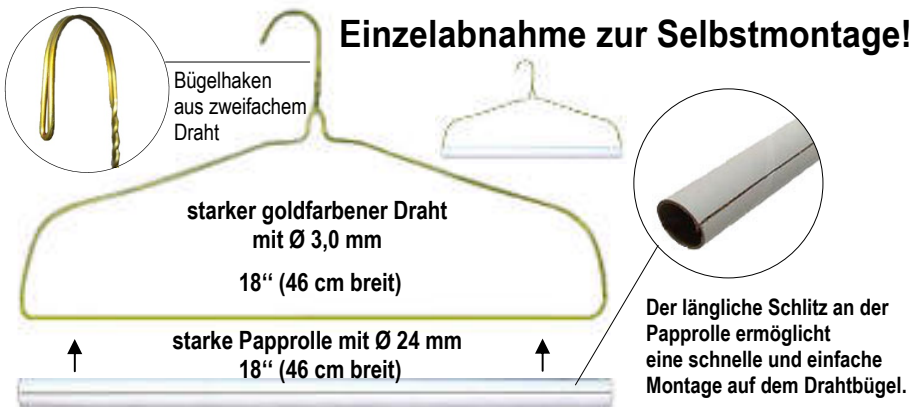 Einzelabnahme zur Selbstmontage!
Bügelhaken
aus zweifachem
Draht
starker goldfarbener Draht
mit Ø 3,0 mm
18‘‘ (46 cm breit)
starke Papprolle mit Ø 24 mm
18‘‘ (46 cm breit)
Der längliche Schlitz an der
Papprolle ermöglicht
eine schnelle und einfache
Montage auf dem Drahtbügel.